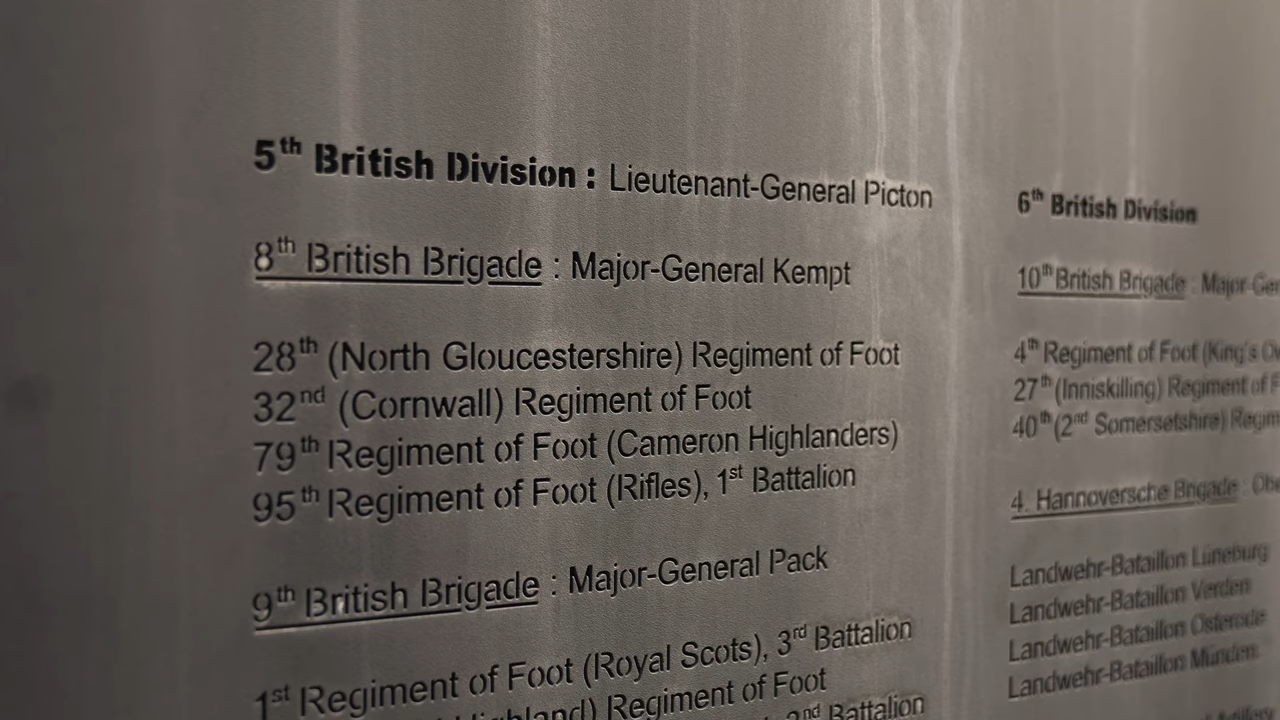 5th British Division : Lieutenant-General Picton
8th British Brigade : Major-General Kempt
28th (North Gloucestershire) Regiment of Foot
32nd (Cornwall) Regiment of Foot
79th Regiment of Foot (Cameron Highlanders)
95th Regiment of Foot (Rifles), 1st Battalion
9th British Brigade : Major-General Pack
1st Regiment of Foot (Royal Scots), 3rd Battalion
Regiment of Foot
2nd Battalion
6th British Division
10th British Brigade : Major
4th Regiment of Foot (King's
27th (Inniskilling) Regiment of
40th (2nd Somersetshire)
4. Hannoversche Brigade :
Landwehr-Bataillon Lüneburg
Landwehr-Bataillon Verden
Landwehr-Bataillon Osterode
Landwehr-Bataillon Münden